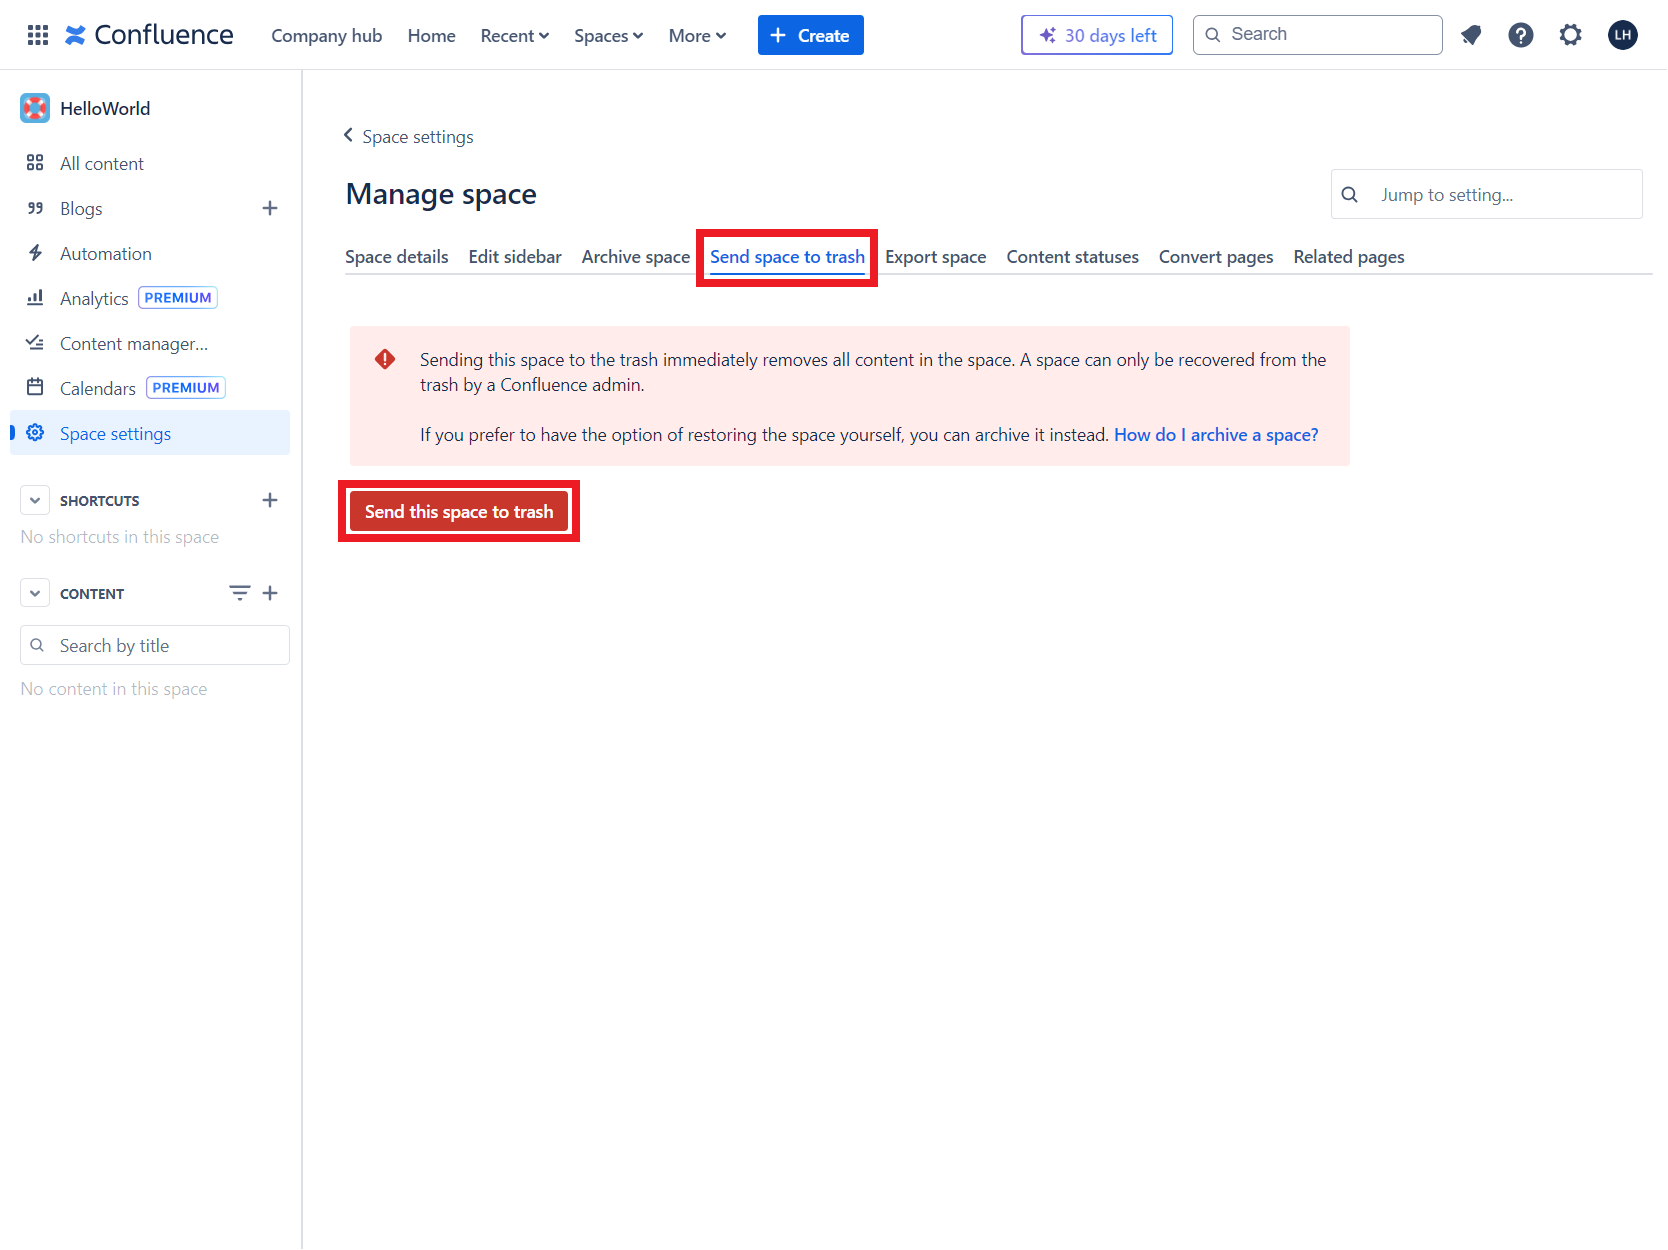 Confluence
Company hub
Home
Recent
Spaces
More
+ Create
30 days left
Search
LH
HelloWorld
All content
Blogs
Automation
Analytics PREMIUM
Content manager...
Calendars PREMIUM
Space settings
SHORTCUTS
No shortcuts in this space
CONTENT
Search by title
No content in this space
Space settings
Manage space
Jump to setting...
Space details
Edit sidebar
Archive space
Send space to trash
Export space
Content statuses
Convert pages
Related pages
Sending this space to the trash immediately removes all content in the space. A space can only be recovered from the
trash by a Confluence admin.
If you prefer to have the option of restoring the space yourself, you can archive it instead. How do I archive a space?
Send this space to trash